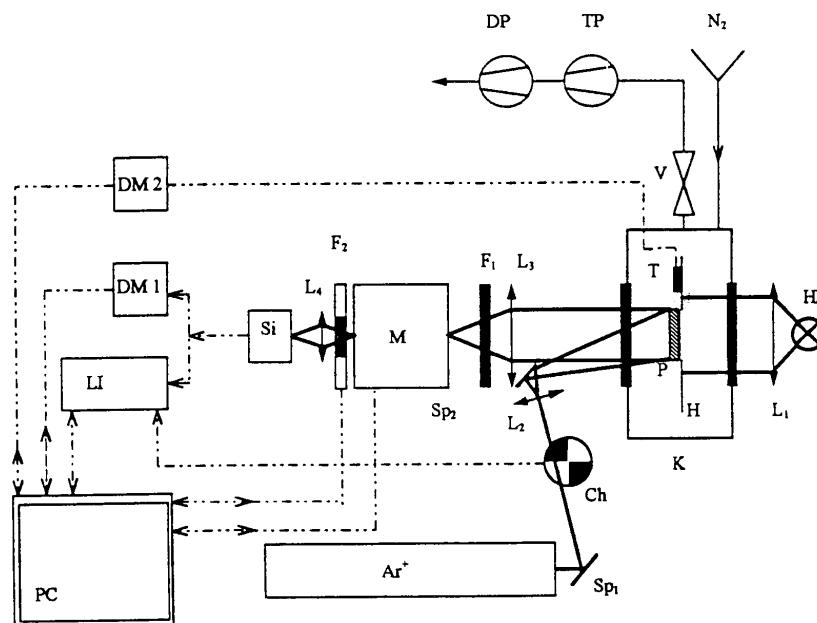 DP
TP
N₂
DM 2
V
F₂
T
DM 1
L₄
F₁
L₃
H
Si
M
P
LI
Sp₂
L₂
H
L₁
K
Ch
Ar⁺
Sp₁
PC